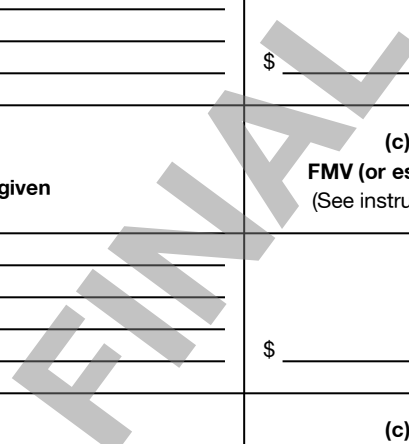 $
(c)
FMV (or es
given
(See instru
$
(c)
FINAL